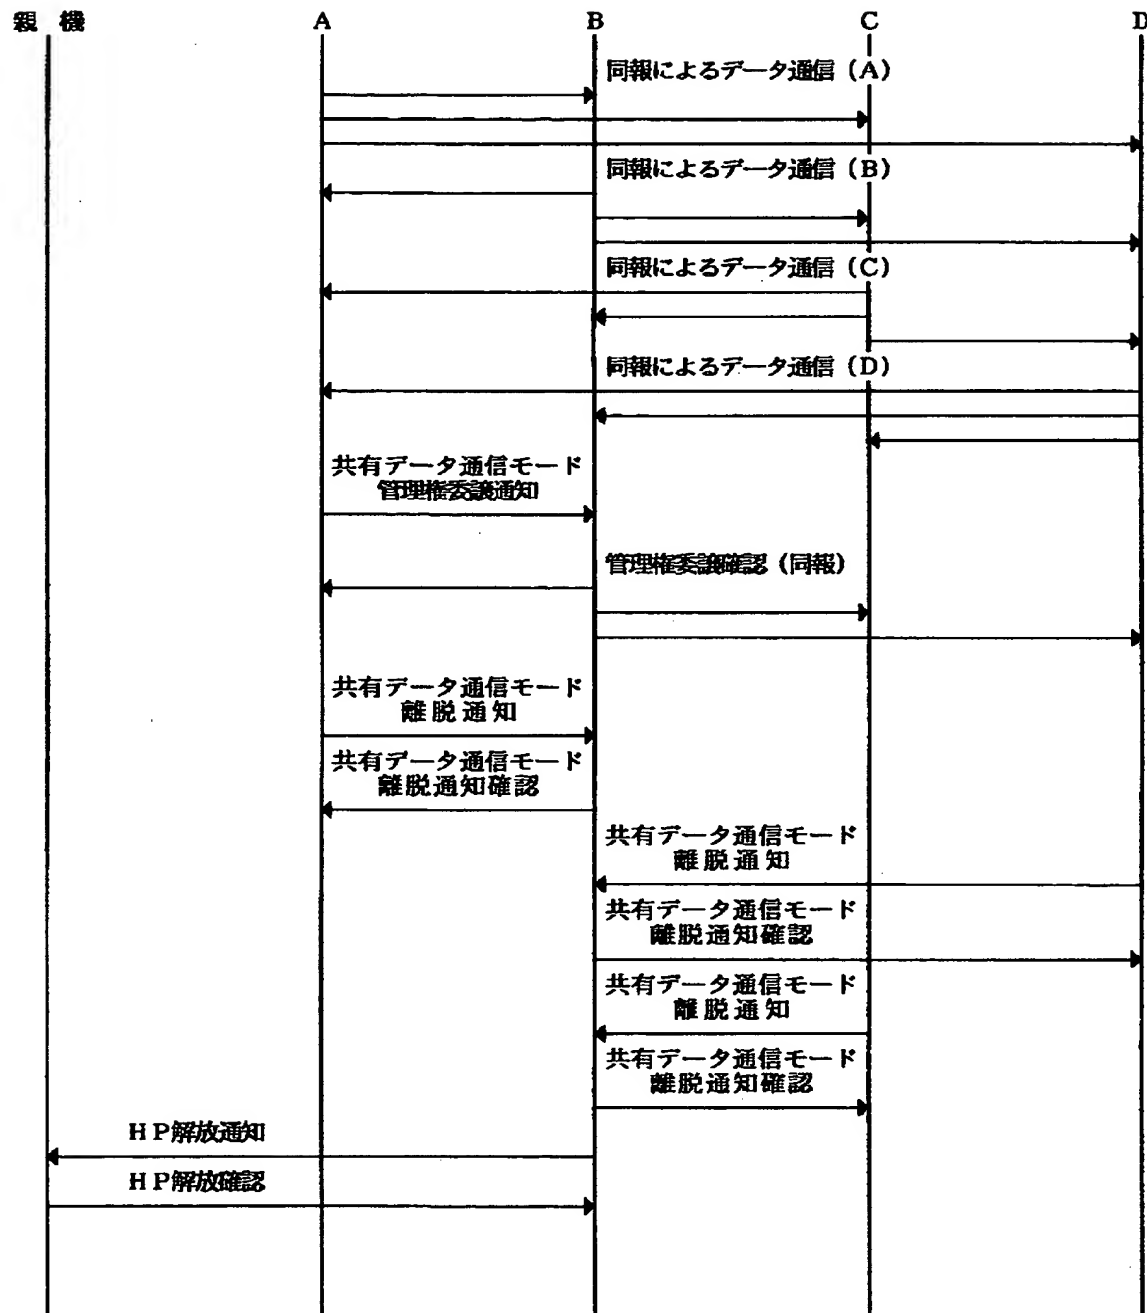 親 機 A B C D
同報によるデータ通信 (A)
同報によるデータ通信 (B)
同報によるデータ通信 (C)
同報によるデータ通信 (D)
共有データ通信モード
管理権委譲通知
管理権委譲確認 (同報)
共有データ通信モード
離脱通知
共有データ通信モード
離脱通知確認
共有データ通信モード
離脱通知
共有データ通信モード
離脱通知確認
共有データ通信モード
離脱通知
共有データ通信モード
離脱通知確認
HP解放通知
HP解放確認